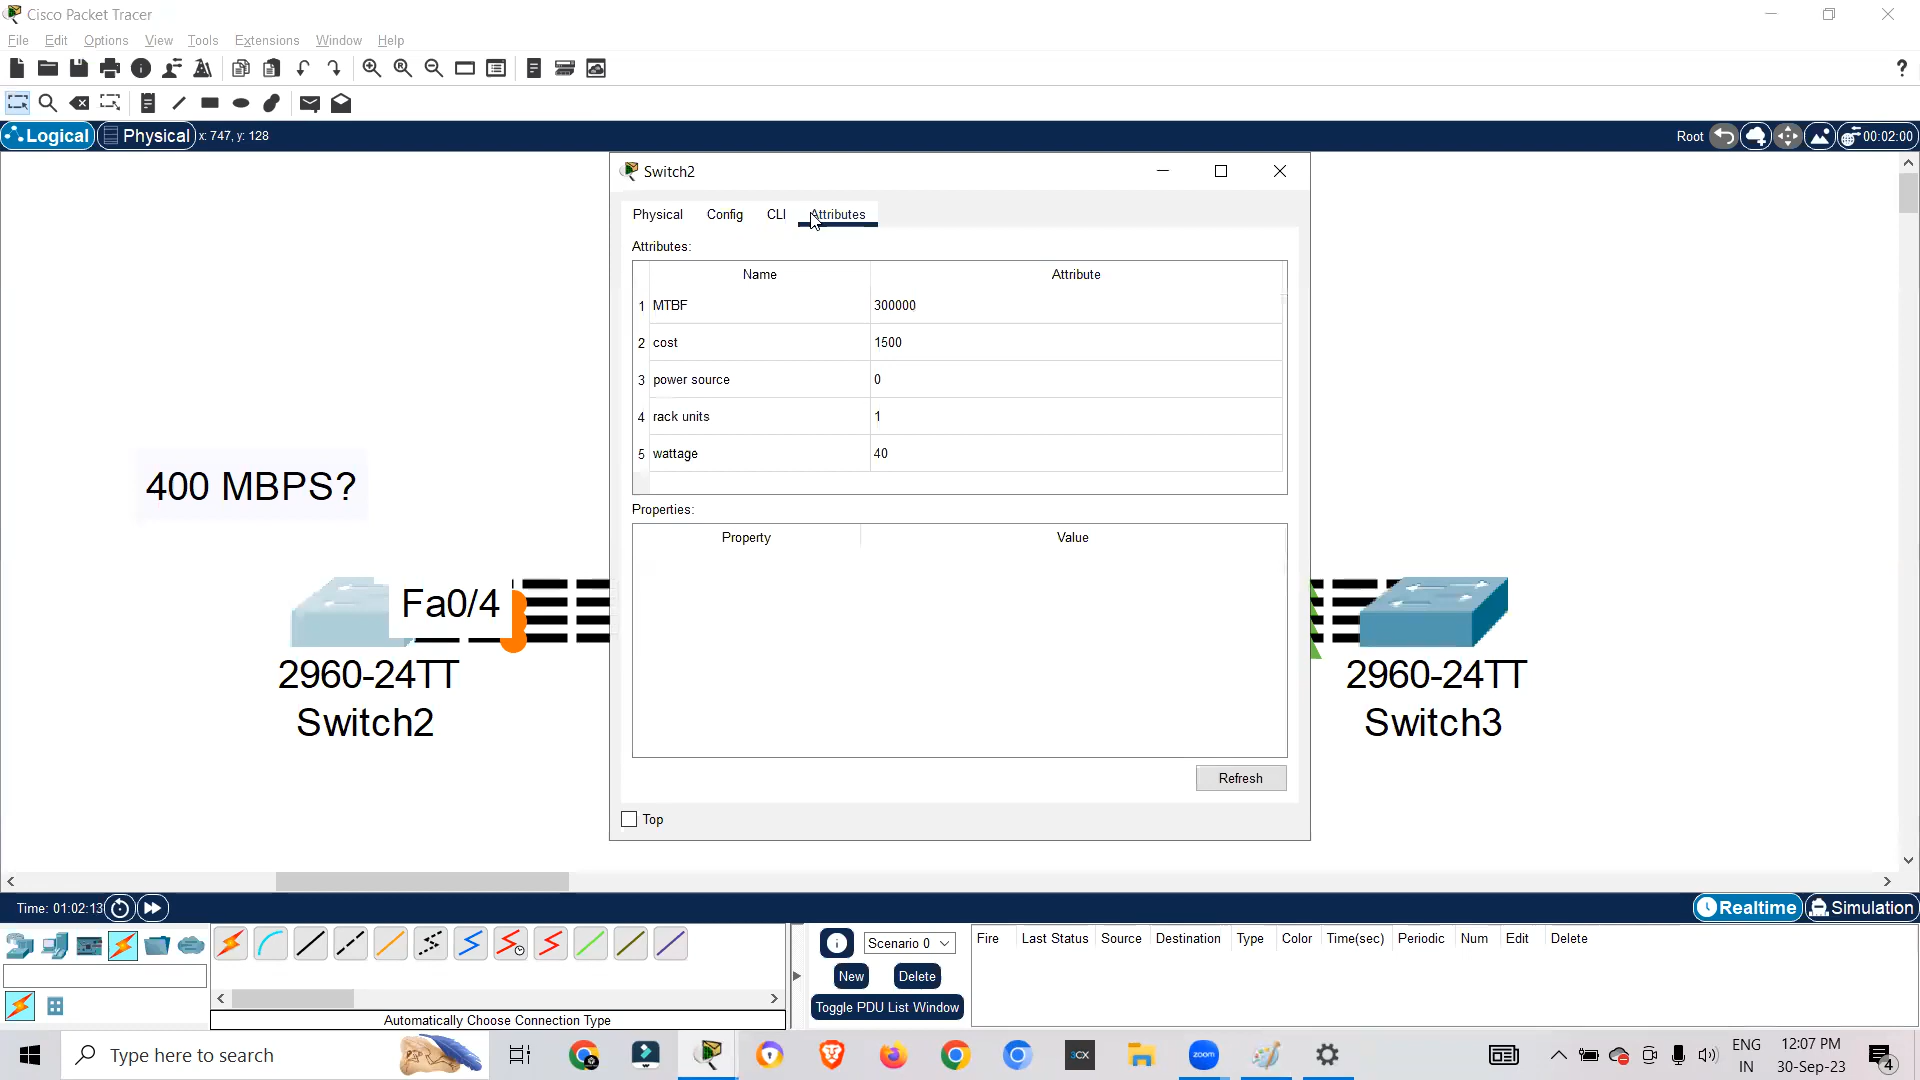 Cisco Packet Tracer
File Edit Options View Tools Extensions Window Help
Logical Physical x: 747, y: 128 Root 00:02:00
Switch2
Physical Config CLI Attributes
Attributes:
Name Attribute
1 MTBF 300000
2 cost 1500
3 power source 0
4 rack units 1
5 wattage 40
Properties:
Property Value
Refresh
Top
400 MBPS?
Fa0/4
2960-24TT
Switch2
2960-24TT
Switch3
Time: 01:02:13 Realtime Simulation
Scenario 0
New Delete
Toggle PDU List Window
Fire Last Status Source Destination Type Color Time(sec) Periodic Num Edit Delete
Automatically Choose Connection Type
Type here to search
3CX
zoom
ENG
IN
12:07 PM
30-Sep-23
4